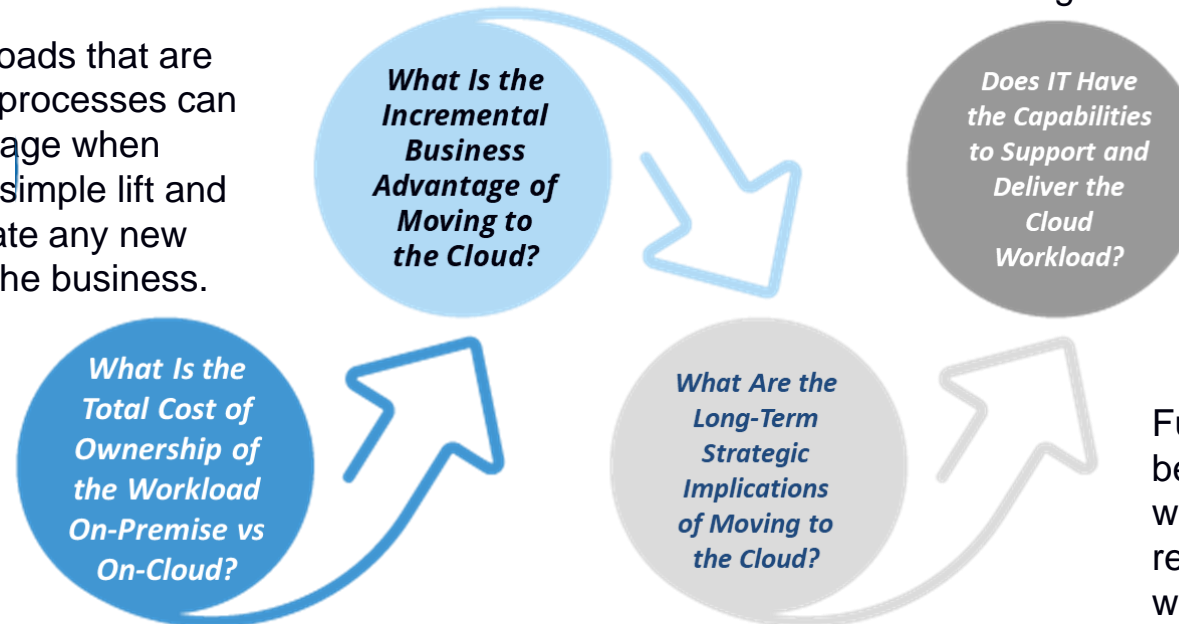 oads that are
processes can
age when
simple lift and
ate any new
he business.
What Is the
Incremental
Business
Advantage of
Moving to
the Cloud?
Does IT Have
the Capabilities
to Support and
Deliver the
Cloud
Workload?
What Is the
Total Cost of
Ownership of
the Workload
On-Premise vs
On-Cloud?
What Are the
Long-Term
Strategic
Implications
of Moving to
the Cloud?
Fu
be
w
re
w